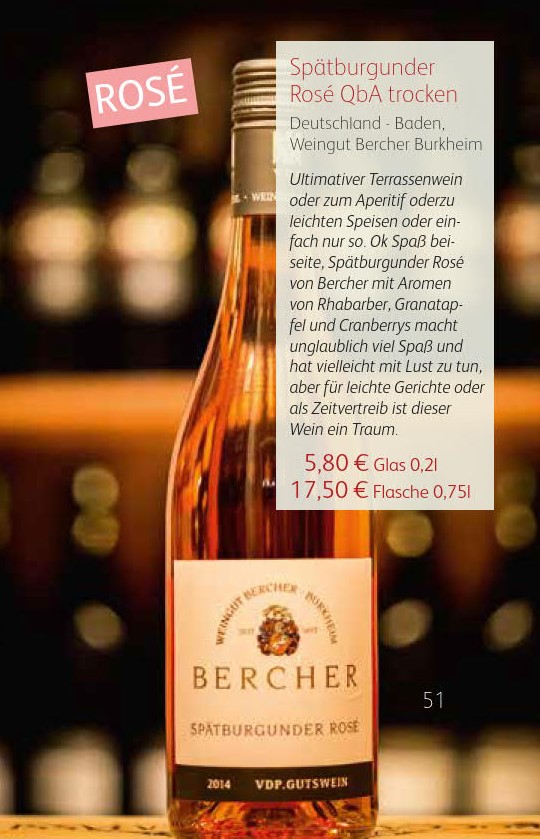 ROSÉ
Spätburgunder
Rosé QbA trocken
Deutschland - Baden,
Weingut Bercher Burkheim
Ultimativer Terrassenwein
oder zum Aperitif oderzu
leichten Speisen oder ein-
fach nur so. Ok Spaß bei-
seite, Spätburgunder Rosé
von Bercher mit Aromen
von Rhabarber, Granatap-
fel und Cranberrys macht
unglaublich viel Spaß und
hat vielleicht mit Lust zu tun,
aber für leichte Gerichte oder
als Zeitvertreib ist dieser
Wein ein Traum.
5,80 € Glas 0,2l
17,50 € Flasche 0,75l
WEINGUT BERCHER · BURKHEIM
BERCHER
SPÄTBURGUNDER ROSÉ
2014 VDP.GUTSWEIN
51